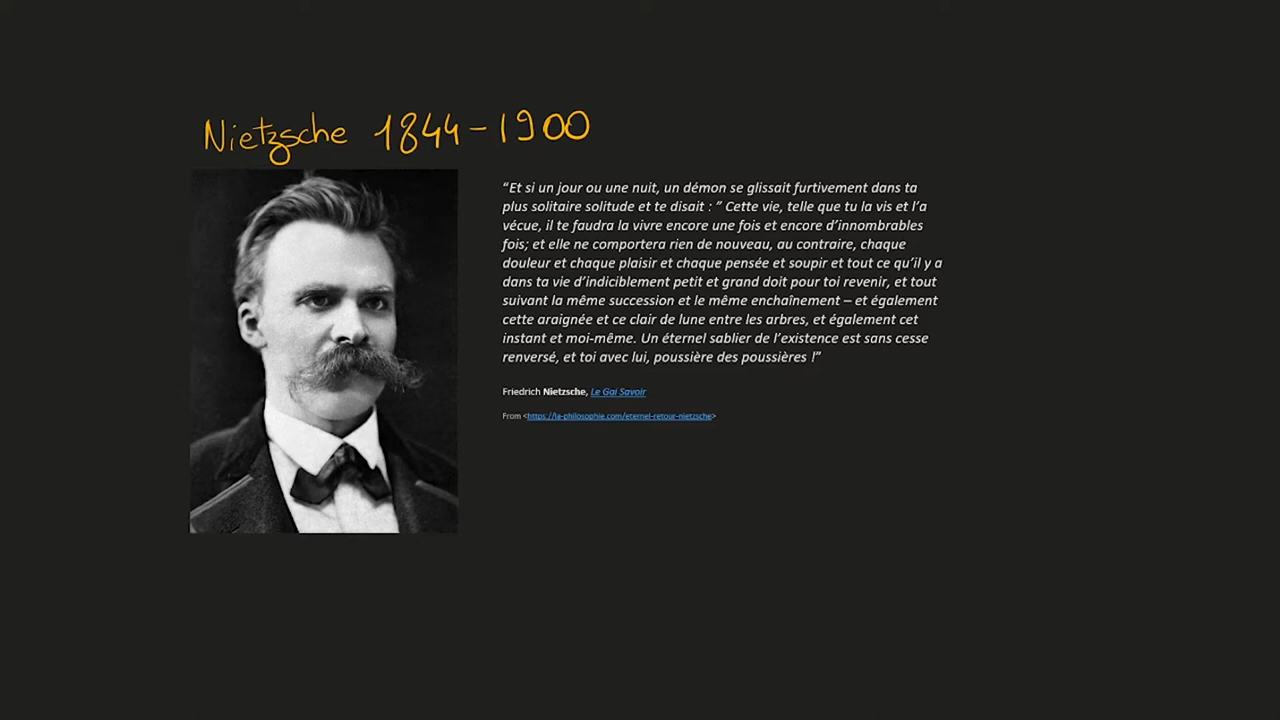 Nietzsche 1844-1900
“Et si un jour ou une nuit, un démon se glissait furtivement dans ta
plus solitaire solitude et te disait : ” Cette vie, telle que tu la vis et l’a
vécue, il te faudra la vivre encore une fois et encore d’innombrables
fois; et elle ne comportera rien de nouveau, au contraire, chaque
douleur et chaque plaisir et chaque pensée et soupir et tout ce qu’il y a
dans ta vie d’indiciblement petit et grand doit pour toi revenir, et tout
suivant la même succession et le même enchaînement – et également
cette araignée et ce clair de lune entre les arbres, et également cet
instant et moi-même. Un éternel sablier de l’existence est sans cesse
renversé, et toi avec lui, poussière des poussières !”
Friedrich Nietzsche, Le Gai Savoir
From <https://la-philosophie.com/eternel-retour-nietzsche>